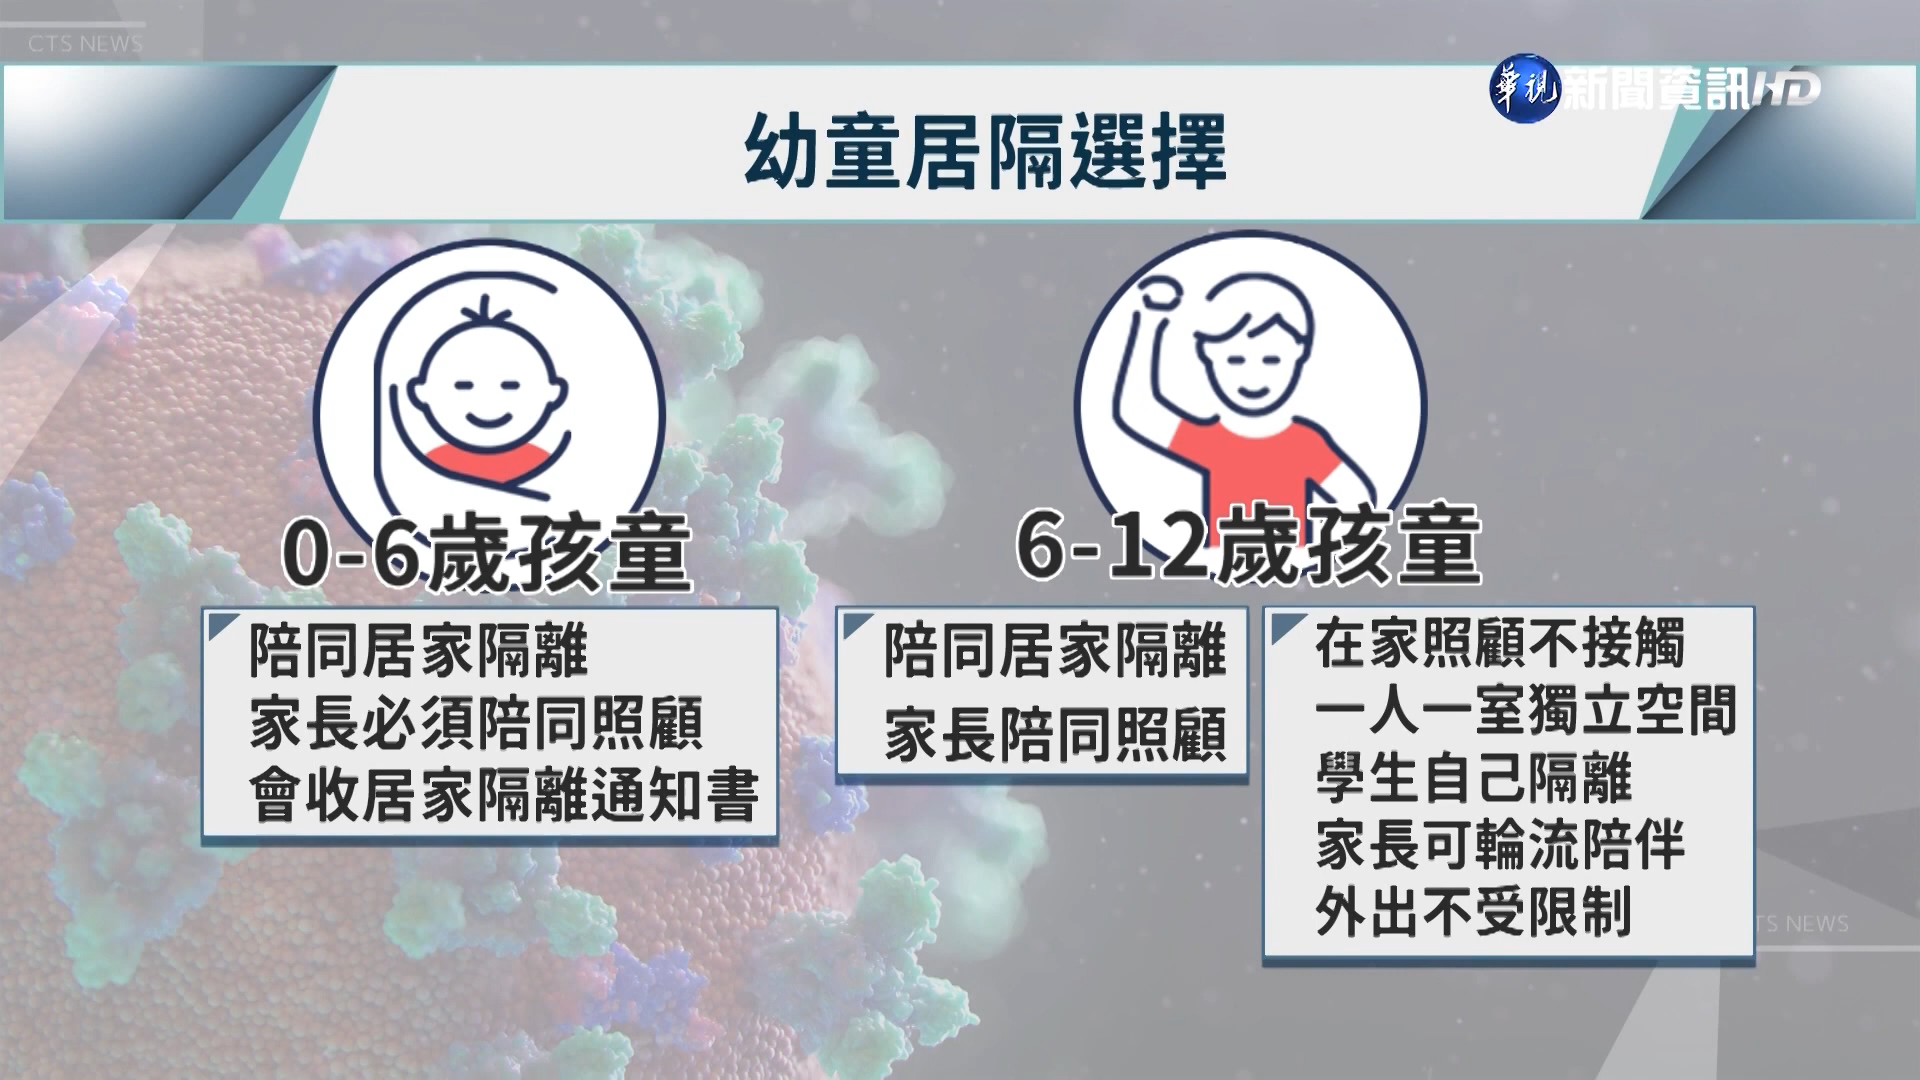 CTS NEWS
華視新聞資訊HD
幼童居隔選擇
0-6歲孩童
陪同居家隔離
家長必須陪同照顧
會收居家隔離通知書
6-12歲孩童
陪同居家隔離
家長陪同照顧
在家照顧不接觸
一人一室獨立空間
學生自己隔離
家長可輪流陪伴
外出不受限制
TS NEWS